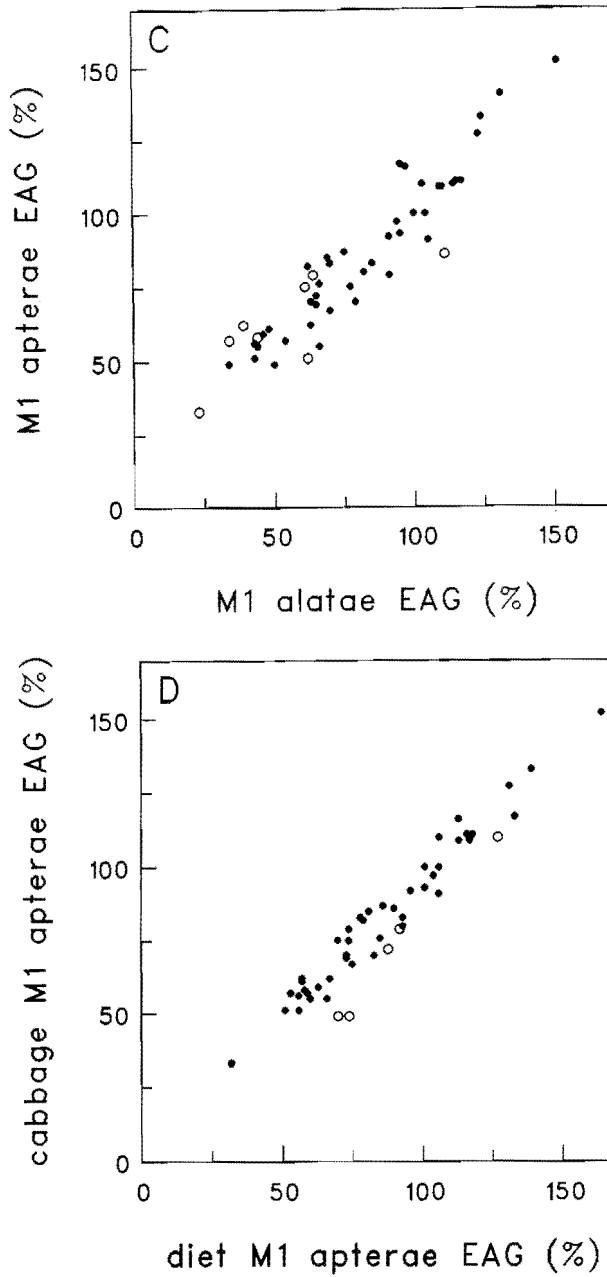 C
M1 apterae EAG (%)
150
100
50
0
0 50 100 150
M1 alatae EAG (%)
D
cabbage M1 apterae EAG (%)
150
100
50
0
0 50 100 150
diet M1 apterae EAG (%)